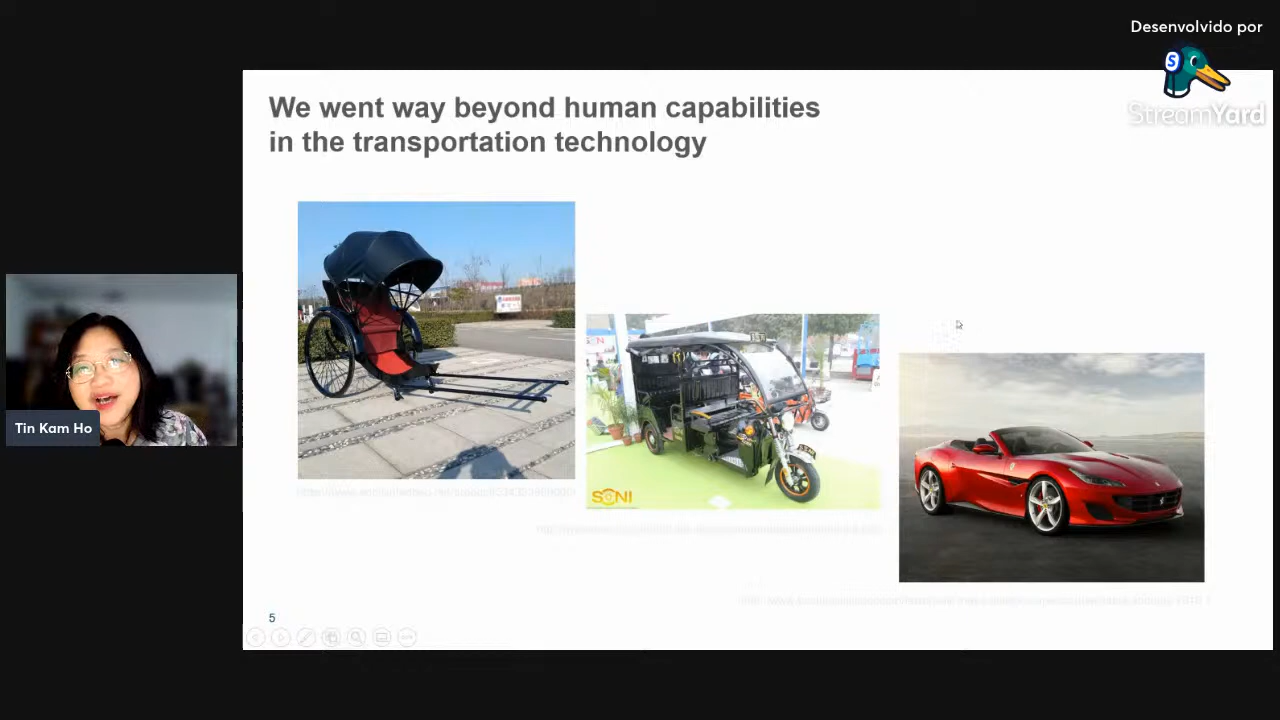 Desenvolvido por
S
StreamYard
We went way beyond human capabilities
in the transportation technology
Tin Kam Ho
SONI
5